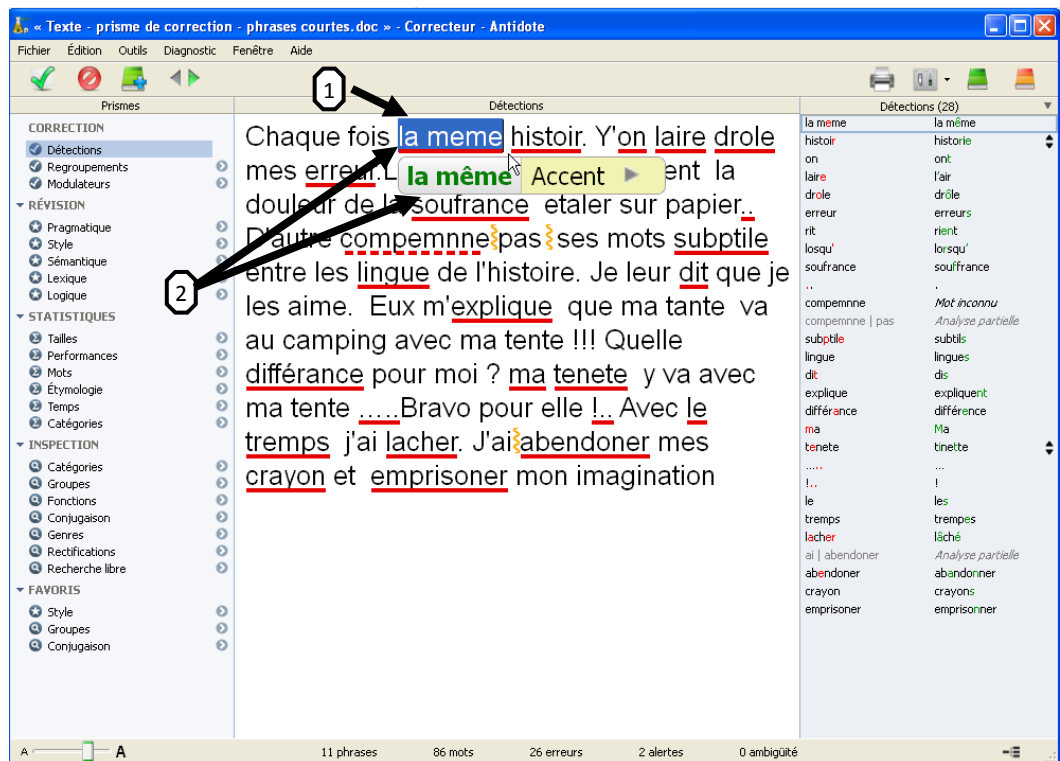 « Texte - prisme de correction - phrases courtes.doc » - Correcteur - Antidote
Fichier Édition Outils Diagnostic Fenêtre Aide
Prismes
CORRECTION
Détections
Regroupements
Modulateurs
RÉVISION
Pragmatique
Style
Sémantique
Lexique
Logique
STATISTIQUES
Tailles
Performances
Mots
Étymologie
Temps
Catégories
INSPECTION
Catégories
Groupes
Fonctions
Conjugaison
Genres
Rectifications
Recherche libre
FAVORIS
Style
Groupes
Conjugaison
Détections
1
2
Chaque fois la meme histoir. Y'on laire drole
mes erreur.L ent la
la même Accent
douleur de la soufrance etaler sur papier..
D'autre compemnne pas ses mots subptile
entre les lingue de l'histoire. Je leur dit que je
les aime. Eux m'explique que ma tante va
au camping avec ma tente !!! Quelle
différance pour moi ? ma tenete y va avec
ma tente .....Bravo pour elle !.. Avec le
tremps j'ai lacher. J'ai abendoner mes
crayon et emprisoner mon imagination
Détections (28)
la meme la même
histoir historie
on ont
laire l'air
drole drôle
erreur erreurs
rit rient
losqu' lorsqu'
soufrance souffrance
.. .
compemnne Mot inconnu
compemnne | pas Analyse partielle
subptile subtils
lingue lingues
dit dis
explique expliquent
différance différence
ma Ma
tenete tinette
..... ...
!.. !
le les
tremps trempes
lacher lâché
ai | abendoner Analyse partielle
abendoner abandonner
crayon crayons
emprisoner emprisonner
A A 11 phrases 86 mots 26 erreurs 2 alertes 0 ambigüité